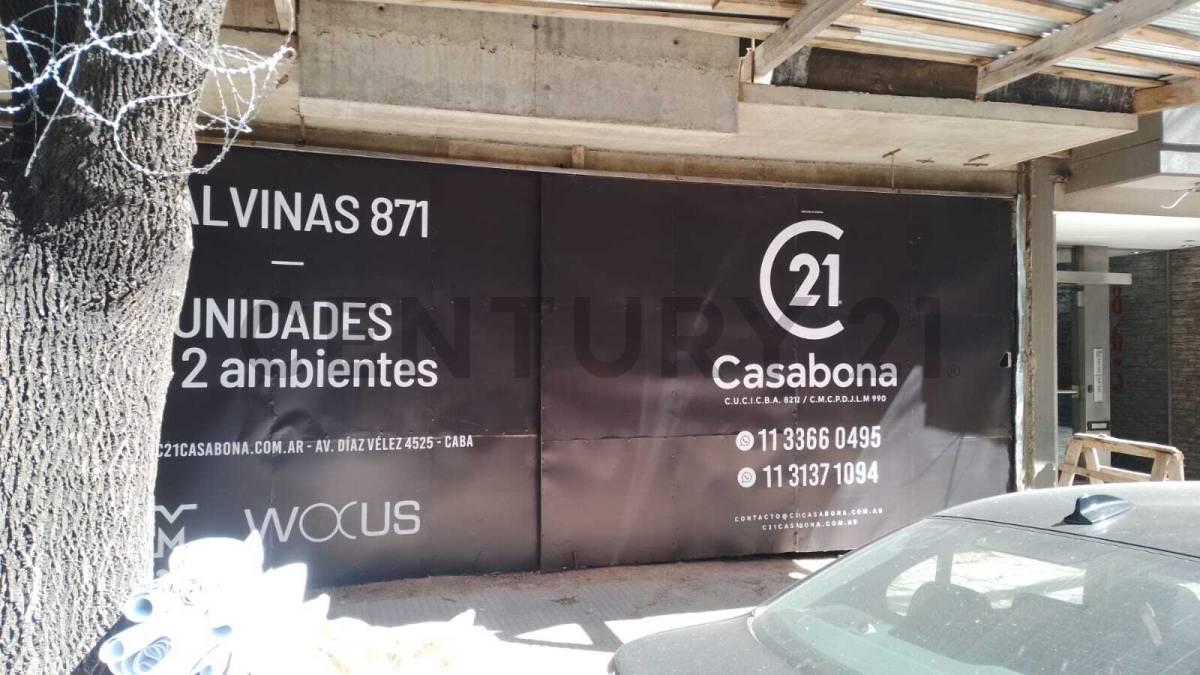 ALVINAS 871
UNIDADES
2 ambientes
C21CASABONA.COM.AR - AV. DÍAZ VÉLEZ 4525 - CABA
WOCUS
21
Casabona
C.U.C.I.C.B.A. 8212 / C.M.C.P.D.J.L.M 990
11 3366 0495
11 3137 1094
CONTACTO@C21CASABONA.COM.AR
C21CASABONA.COM.AR
CENTURY 21